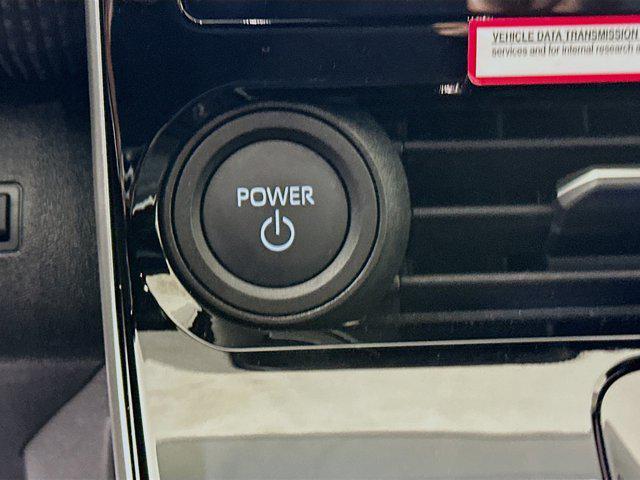 VEHICLE DATA TRANSMISSION
services and for internal research
POWER